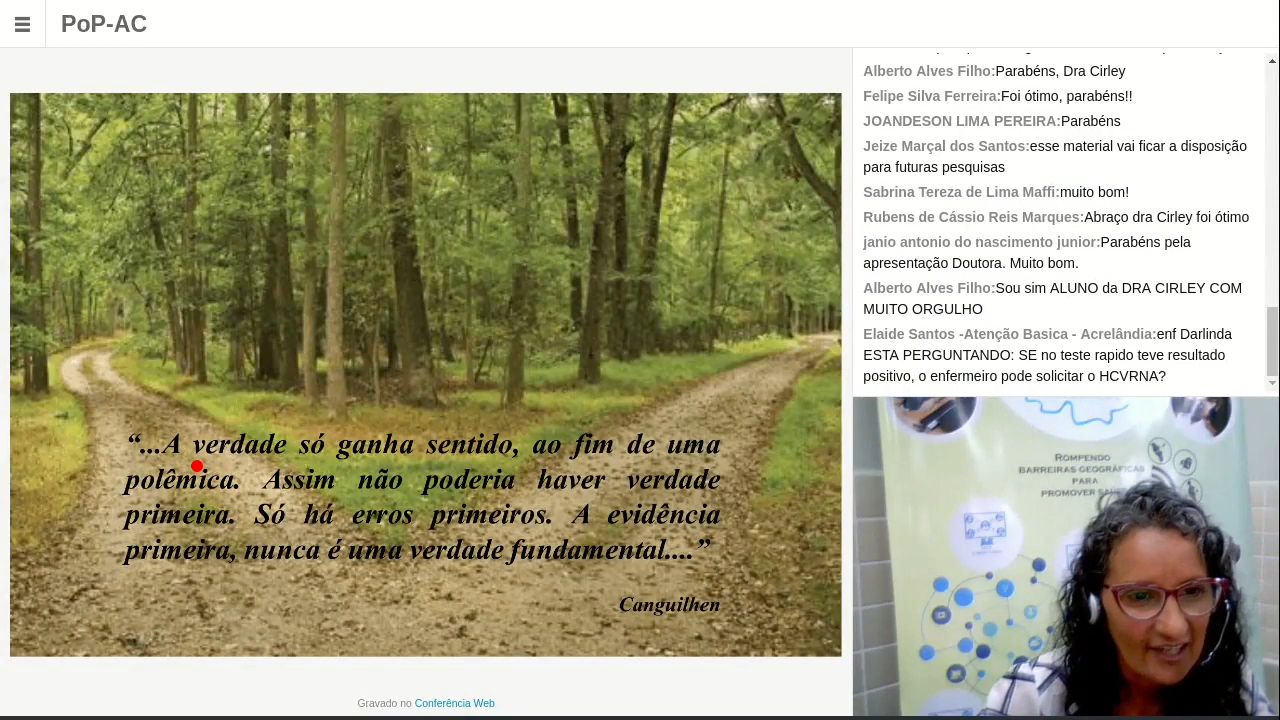 PoP-AC
“...A verdade só ganha sentido, ao fim de uma
polêmica. Assim não poderia haver verdade
primeira. Só há erros primeiros. A evidência
primeira, nunca é uma verdade fundamental....”
Canguilhen
Gravado no Conferência Web
Alberto Alves Filho:Parabéns, Dra Cirley
Felipe Silva Ferreira:Foi ótimo, parabéns!!
JOANDESON LIMA PEREIRA:Parabéns
Jeize Marçal dos Santos:esse material vai ficar a disposição
para futuras pesquisas
Sabrina Tereza de Lima Maffi:muito bom!
Rubens de Cássio Reis Marques:Abraço dra Cirley foi ótimo
janio antonio do nascimento junior:Parabéns pela
apresentação Doutora. Muito bom.
Alberto Alves Filho:Sou sim ALUNO da DRA CIRLEY COM
MUITO ORGULHO
Elaide Santos -Atenção Basica - Acrelândia:enf Darlinda
ESTA PERGUNTANDO: SE no teste rapido teve resultado
positivo, o enfermeiro pode solicitar o HCVRNA?
ROMPENDO
BARREIRAS GEOGRÁFICAS
PARA
PROMOVER